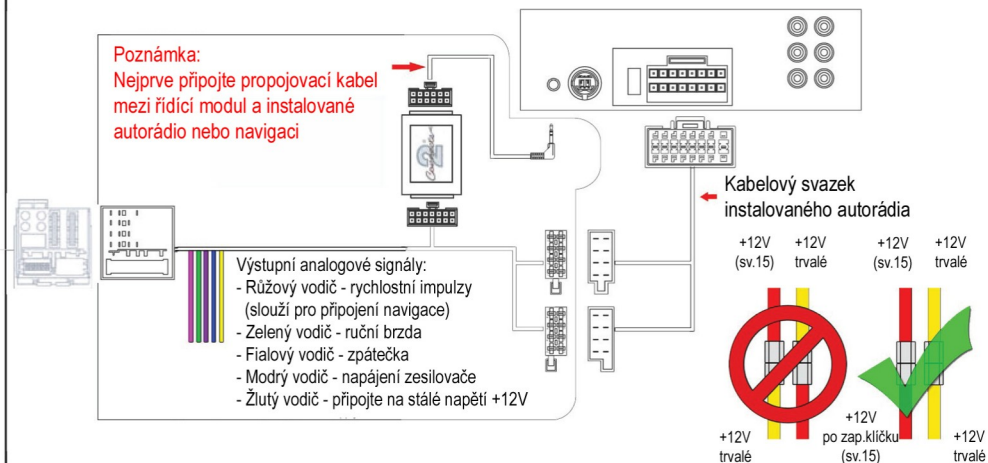 Poznámka:
Nejprve připojte propojovací kabel
mezi řídící modul a instalované
autorádio nebo navigaci
Connects2
Kabelový svazek
instalovaného autorádia
Výstupní analogové signály:
- Růžový vodič - rychlostní impulzy
(slouží pro připojení navigace)
- Zelený vodič - ruční brzda
- Fialový vodič - zpátečka
- Modrý vodič - napájení zesilovače
- Žlutý vodič - připojte na stálé napětí +12V
+12V
(sv.15)
+12V
trvalé
+12V
(sv.15)
+12V
trvalé
+12V
trvalé
+12V
po zap.klíčku
(sv.15)
+12V
trvalé